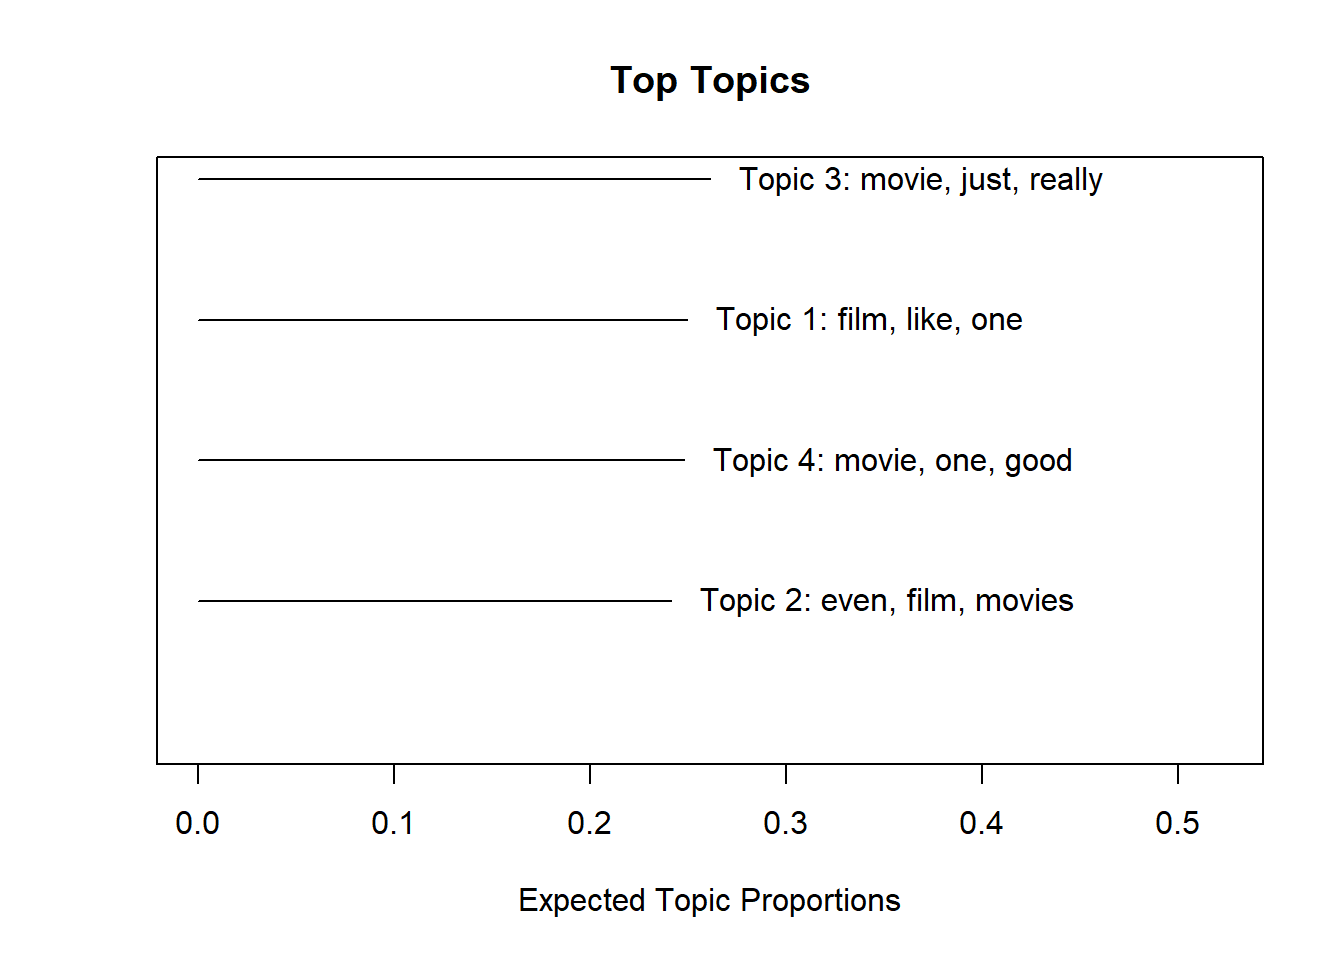 Top Topics
Topic 3: movie, just, really
Topic 1: film, like, one
Topic 4: movie, one, good
Topic 2: even, film, movies
0.0 0.1 0.2 0.3 0.4 0.5
Expected Topic Proportions